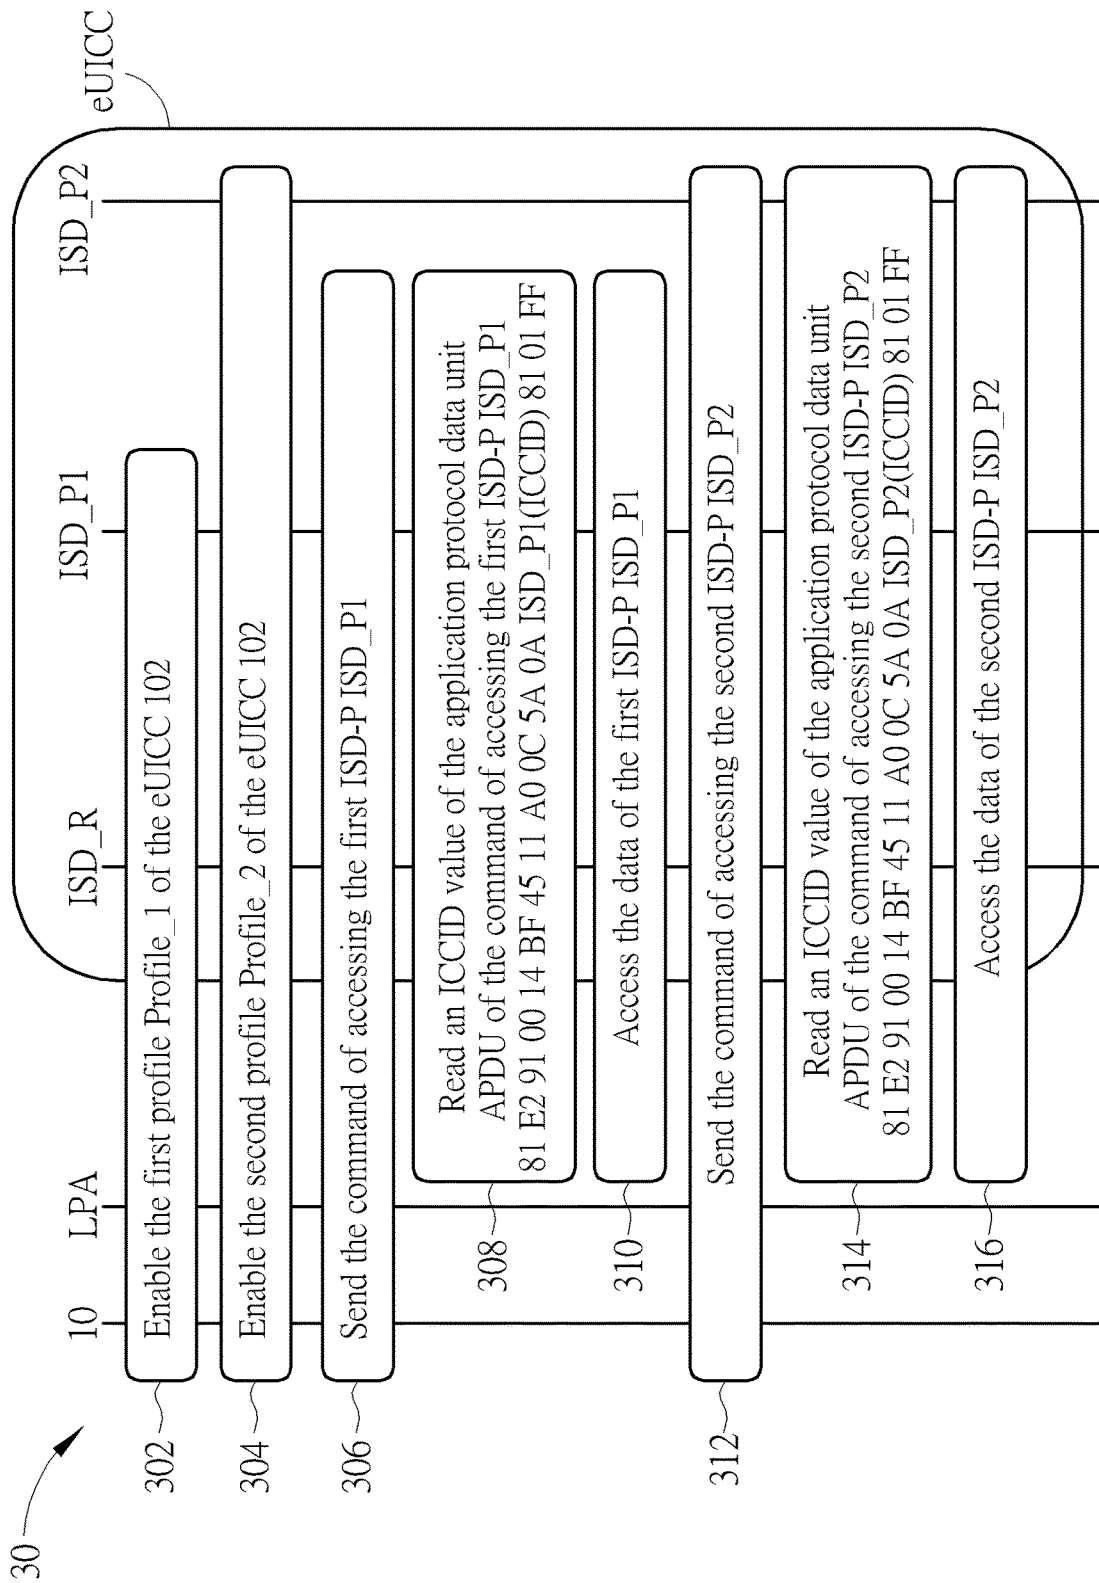 30
eUICC
10
LPA
ISD_R
ISD_P1
ISD_P2
302
Enable the first profile Profile_1 of the eUICC 102
304
Enable the second profile Profile_2 of the eUICC 102
306
Send the command of accessing the first ISD-P ISD_P1
308
Read an ICCID value of the application protocol data unit
APDU of the command of accessing the first ISD-P ISD_P1
81 E2 91 00 14 BF 45 11 A0 0C 5A 0A ISD_P1(ICCID) 81 01 FF
310
Access the data of the first ISD-P ISD_P1
312
Send the command of accessing the second ISD-P ISD_P2
314
Read an ICCID value of the application protocol data unit
APDU of the command of accessing the second ISD-P ISD_P2
81 E2 91 00 14 BF 45 11 A0 0C 5A 0A ISD_P2(ICCID) 81 01 FF
316
Access the data of the second ISD-P ISD_P2